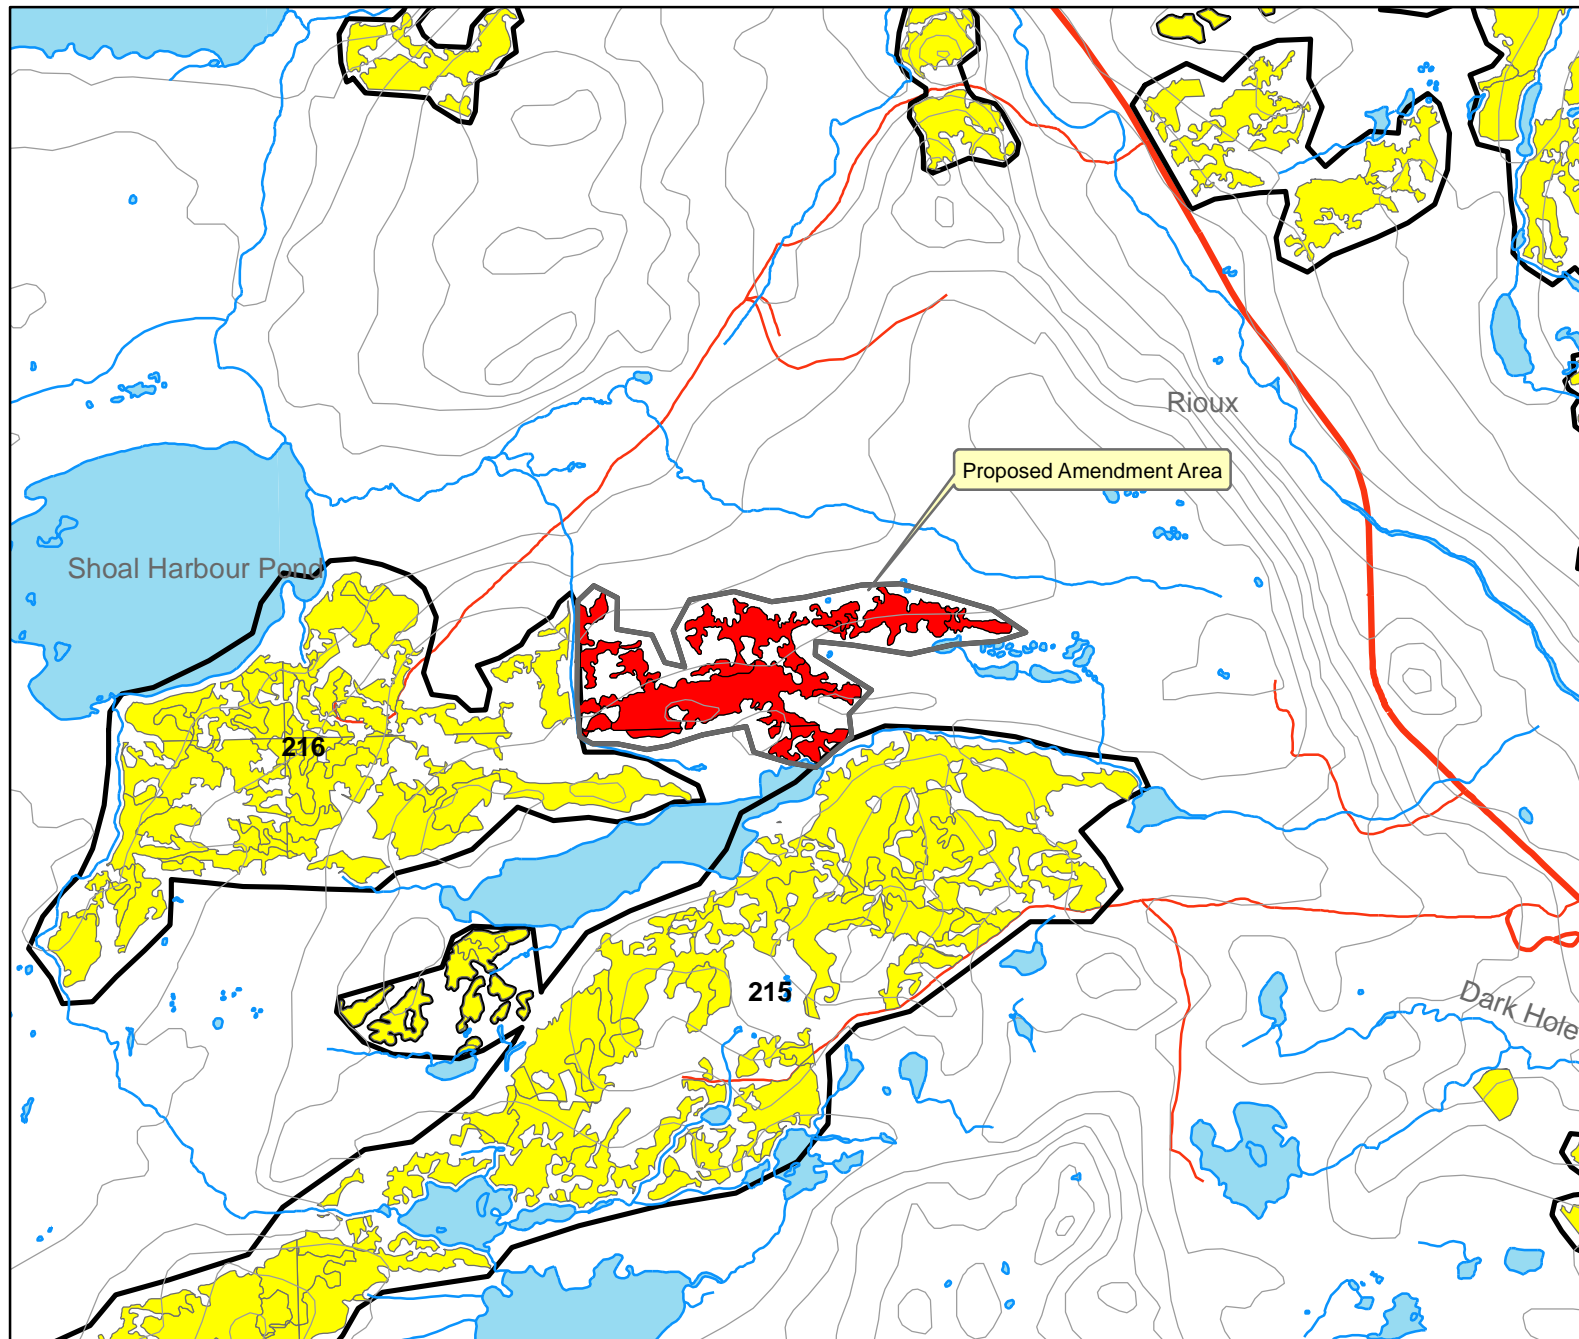 Rioux
Proposed Amendment Area
Shoal Harbour Pond
216
215
Dark Hole